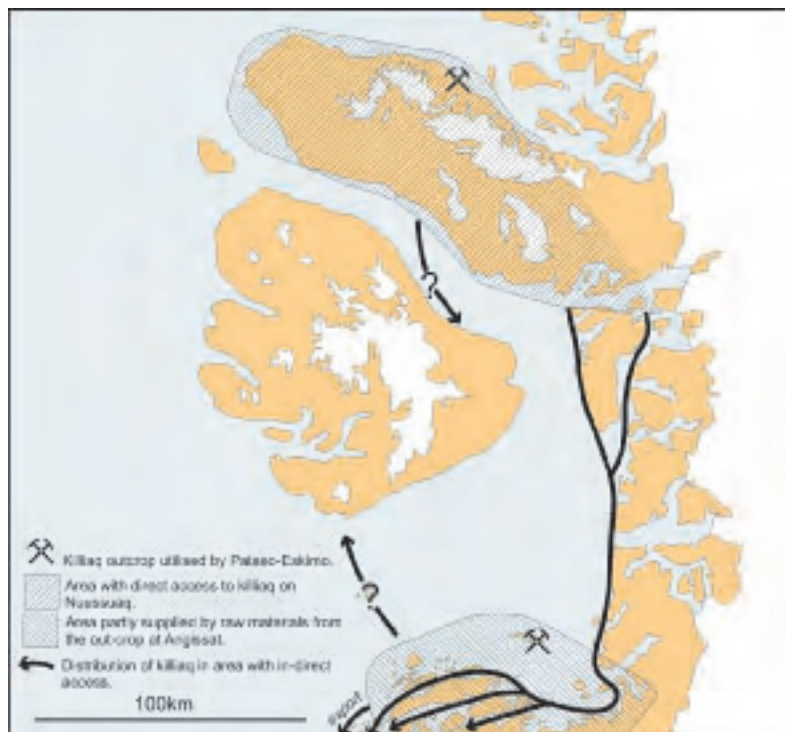 ?
?
Killiaq outcrop utilised by Palaeo-Eskimo.
Area with direct access to killiaq on
Nuussuaq.
Area partly supplied by raw materials from
the out-crop at Angissat.
Distribution of killiaq in area with in-direct
access.
100km
export